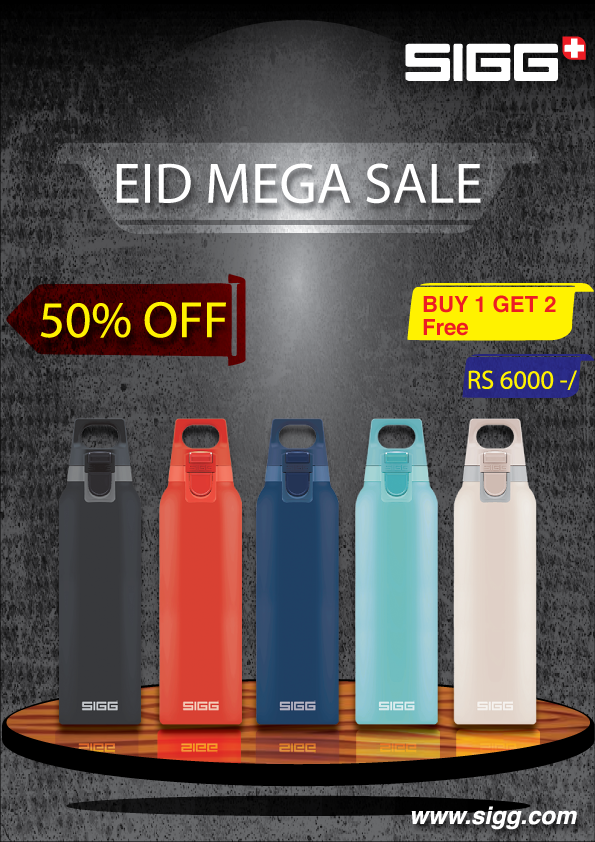 SIGG
EID MEGA SALE
50% OFF
BUY 1 GET 2
Free
RS 6000 -/
SIGG
SIGG
SIGG
SIGG
SIGG
www.sigg.com